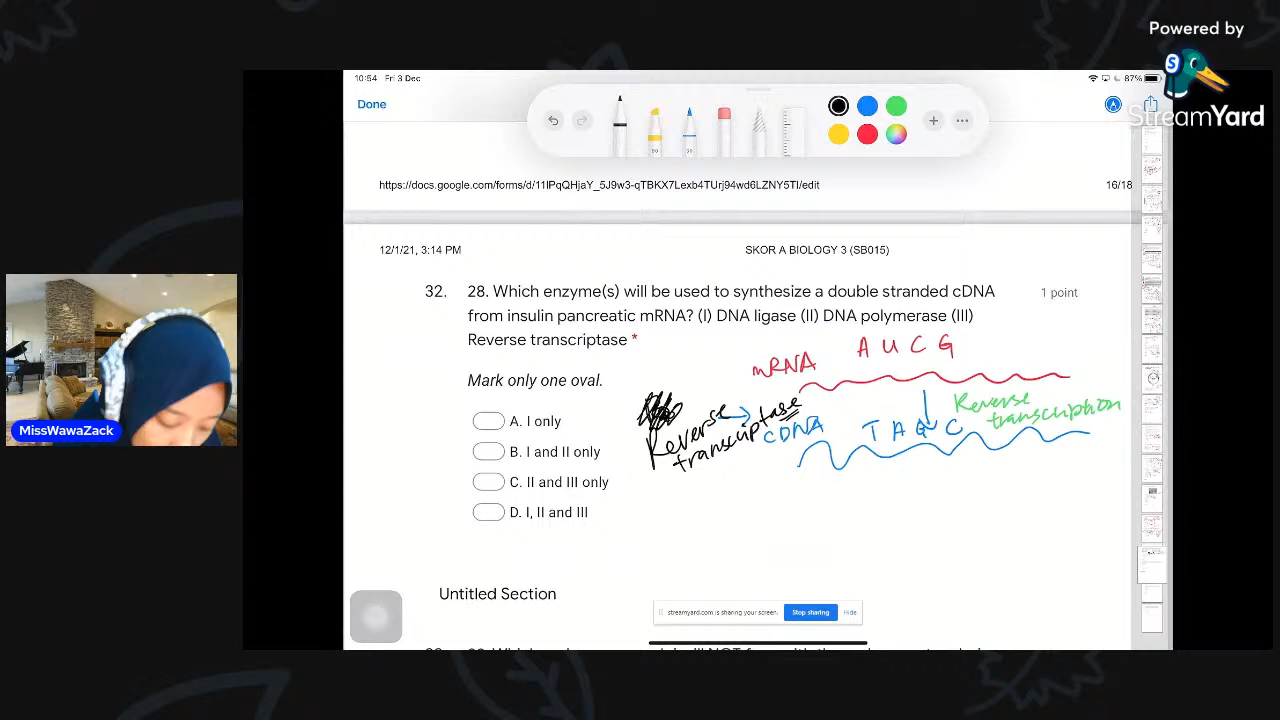 Powered by
StreamYard
10:54 Fri 3 Dec
87%
Done
https://docs.google.com/forms/d/11lPqQHjaY_5J9w3-qTBKX7Lexb4TUrj94wd6LZNY5TI/edit
16/18
12/1/21, 3:14 PM
SKOR A BIOLOGY 3 (SB015)
32. 28. Which enzyme(s) will be used to synthesize a double-stranded cDNA 1 point
from insulin pancreatic mRNA? (I) DNA ligase (II) DNA polymerase (III)
Reverse transcriptase *
mRNA A U C G
Mark only one oval.
A. I only
B. I and II only
C. II and III only
D. I, II and III
Reverse
transcriptase
cDNA T A G C
Reverse
transcription
MissWawaZack
Untitled Section
streamyard.com is sharing your screen.
Stop sharing
Hide